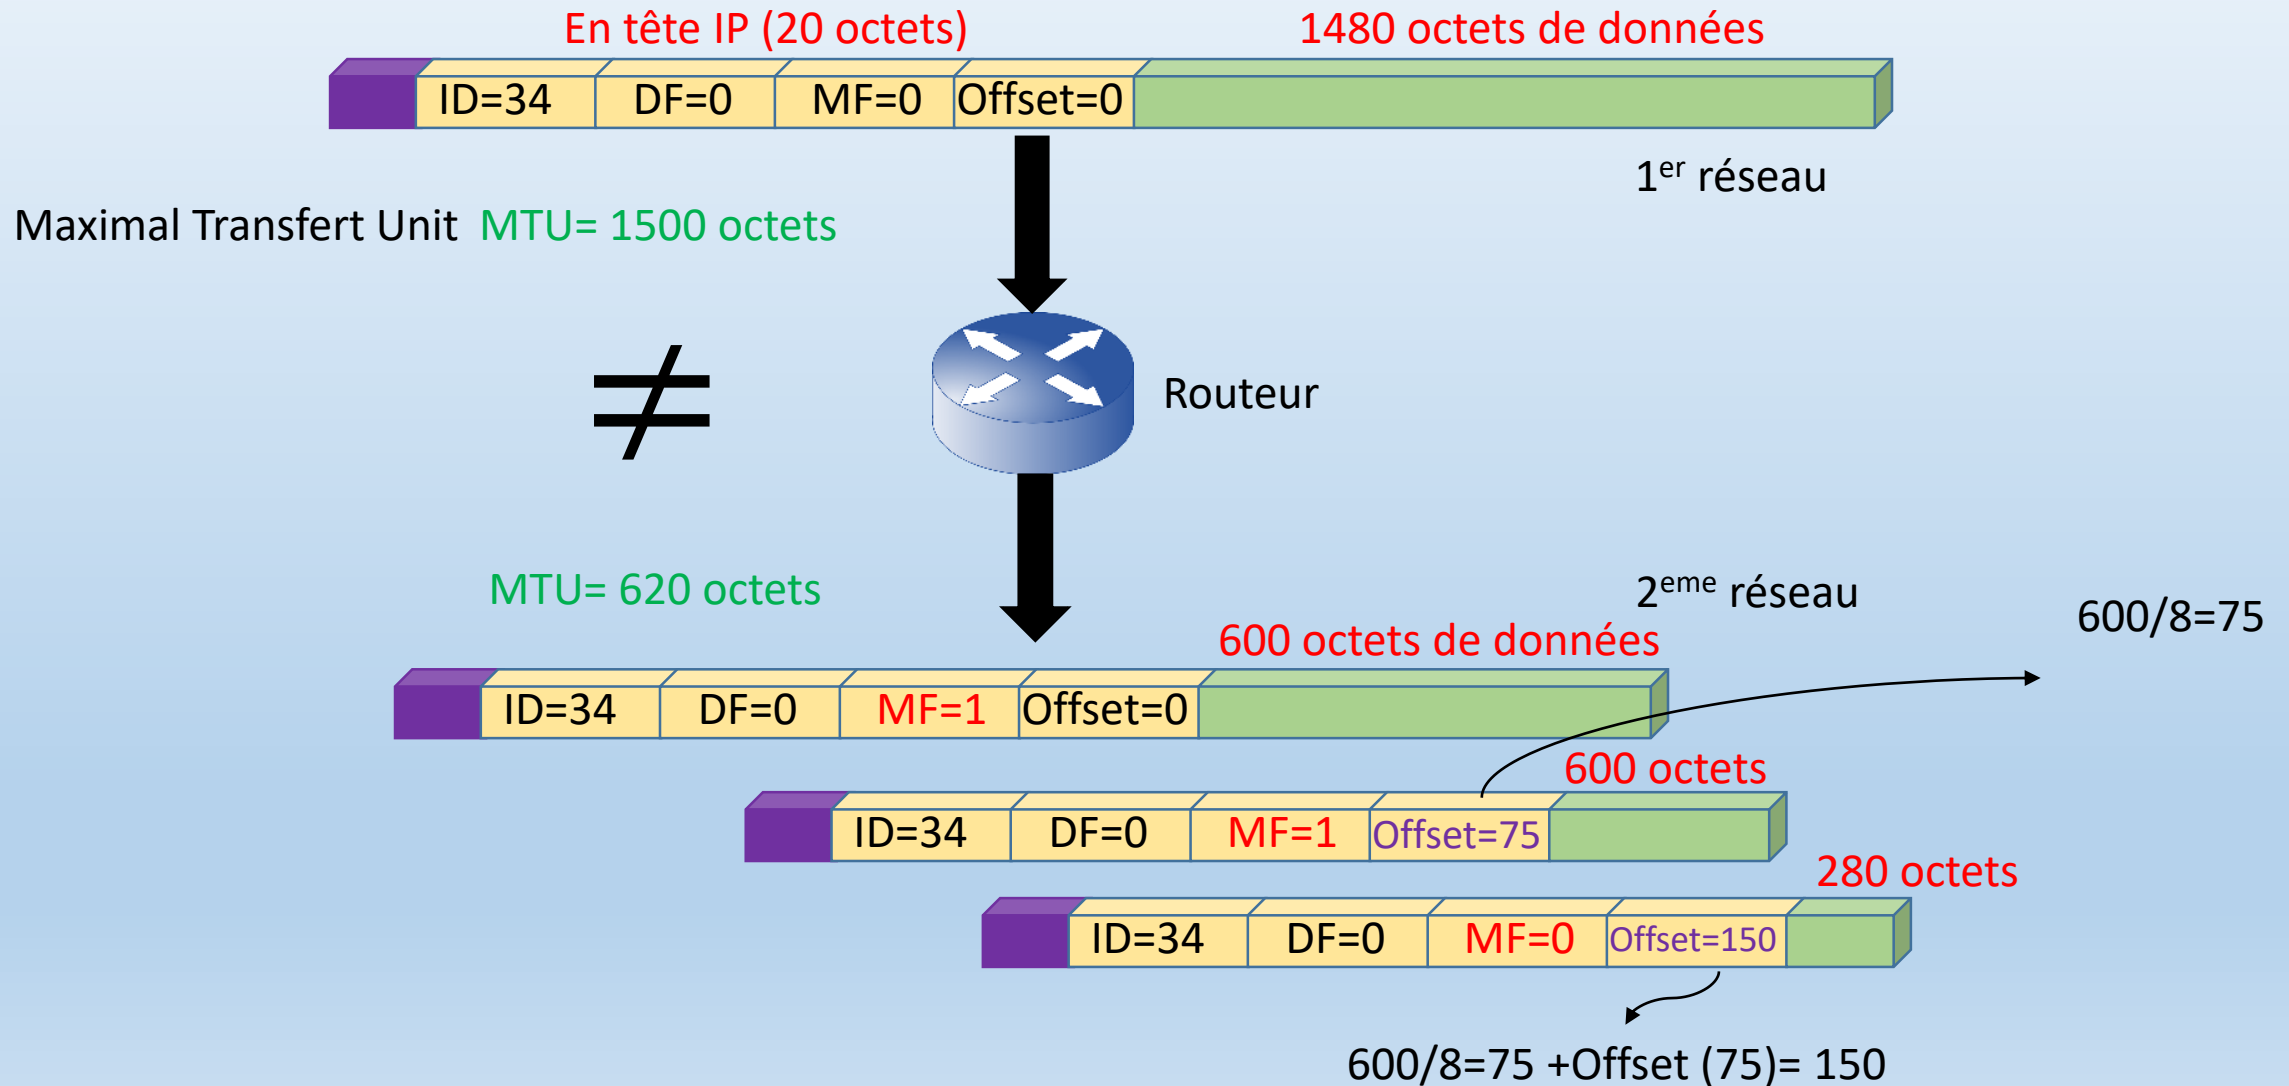 En tête IP (20 octets)
1480 octets de données
ID=34 DF=0 MF=0 Offset=0
1er réseau
Maximal Transfert Unit MTU= 1500 octets
≠
Routeur
MTU= 620 octets
2eme réseau
600/8=75
600 octets de données
ID=34 DF=0 MF=1 Offset=0
600 octets
ID=34 DF=0 MF=1 Offset=75
280 octets
ID=34 DF=0 MF=0 Offset=150
600/8=75 +Offset (75)= 150